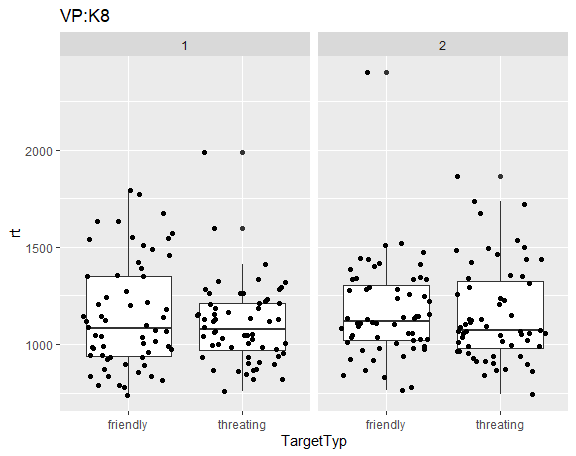 VP:K8
1 2
rt
2000
1500
1000
friendly threating friendly threating
TargetTyp